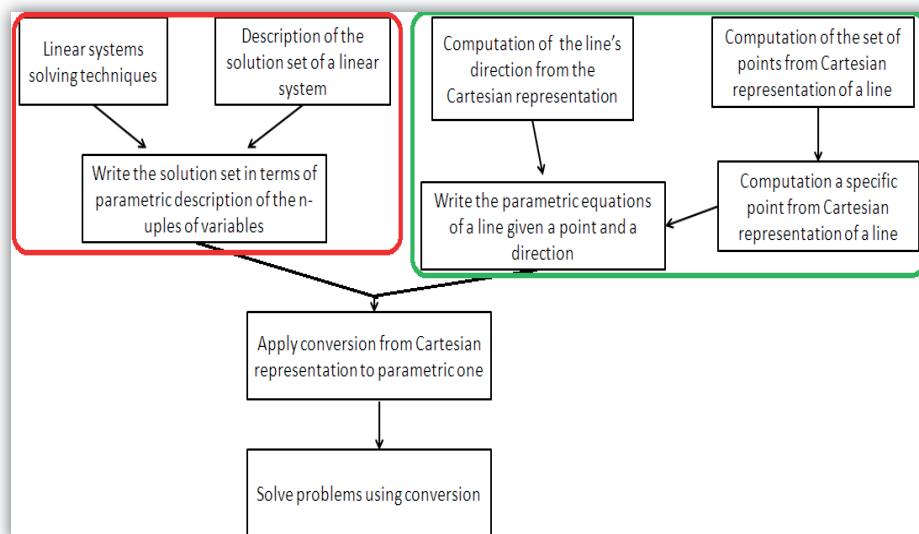 Linear systems
solving techniques
Description of the
solution set of a linear
system
Computation of the line's
direction from the
Cartesian representation
Computation of the set of
points from Cartesian
representation of a line
Write the solution set in terms of
parametric description of the n-
uples of variables
Write the parametric equations
of a line given a point and a
direction
Computation a specific
point from Cartesian
representation of a line
Apply conversion from Cartesian
representation to parametric one
Solve problems using conversion